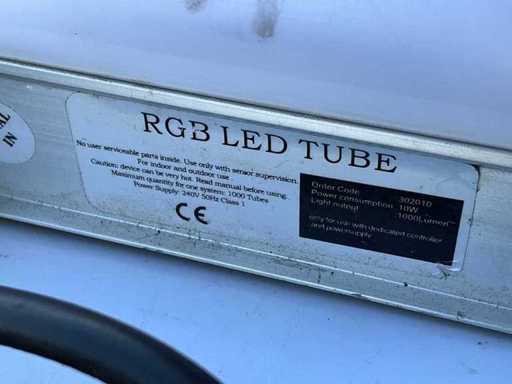 RGB LED TUBE
No user serviceable parts inside. Use only with sensor supervision.
For indoor and outdoor use
Caution: device can be very hot. Read manual before using.
Maximum quantity for one system: 1000 Tubes
Power Supply: 240V 50Hz Class 1
CE
Order Code 302010
Power consumption 10W
Light output 1000Lumen
only for use with dedicated controller
and powersupply
AL
IN